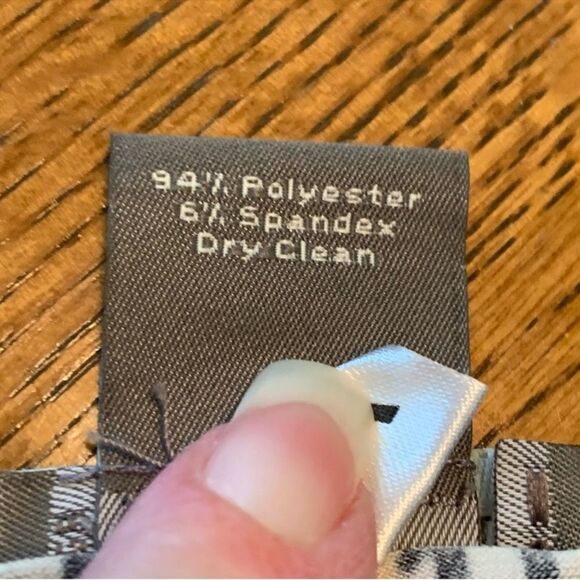 94% Polyester
6% Spandex
Dry Clean